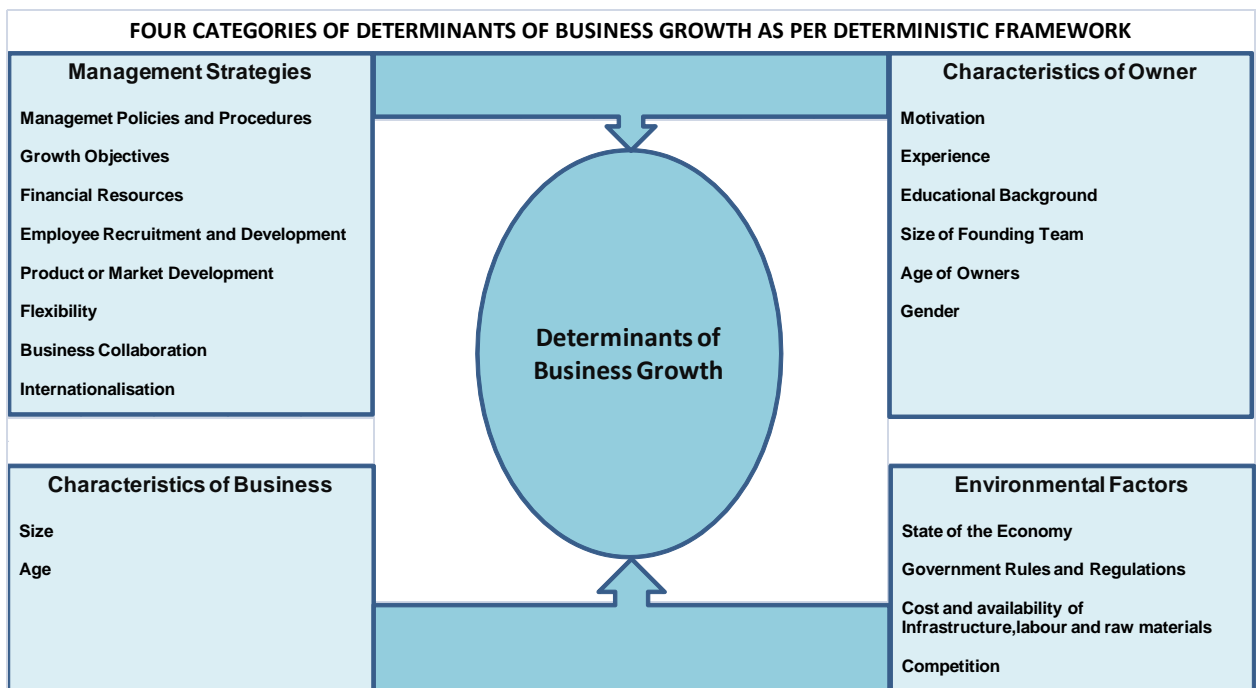 FOUR CATEGORIES OF DETERMINANTS OF BUSINESS GROWTH AS PER DETERMINISTIC FRAMEWORK
Management Strategies
Managemet Policies and Procedures
Growth Objectives
Financial Resources
Employee Recruitment and Development
Product or Market Development
Flexibility
Business Collaboration
Internationalisation
Characteristics of Owner
Motivation
Experience
Educational Background
Size of Founding Team
Age of Owners
Gender
Determinants of
Business Growth
Characteristics of Business
Size
Age
Environmental Factors
State of the Economy
Government Rules and Regulations
Cost and availability of
Infrastructure,labour and raw materials
Competition